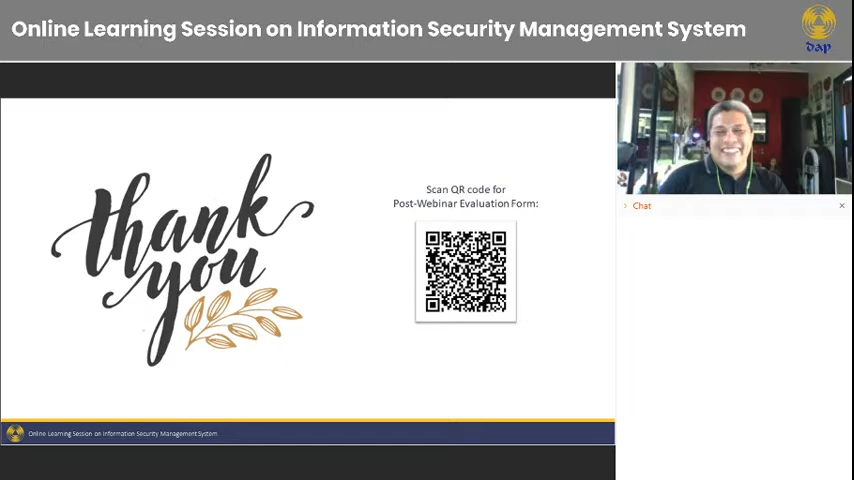 Online Learning Session on Information Security Management System
dap
thank
you
Scan QR code for
Post-Webinar Evaluation Form:
Chat
Online Learning Session on Information Security Management System